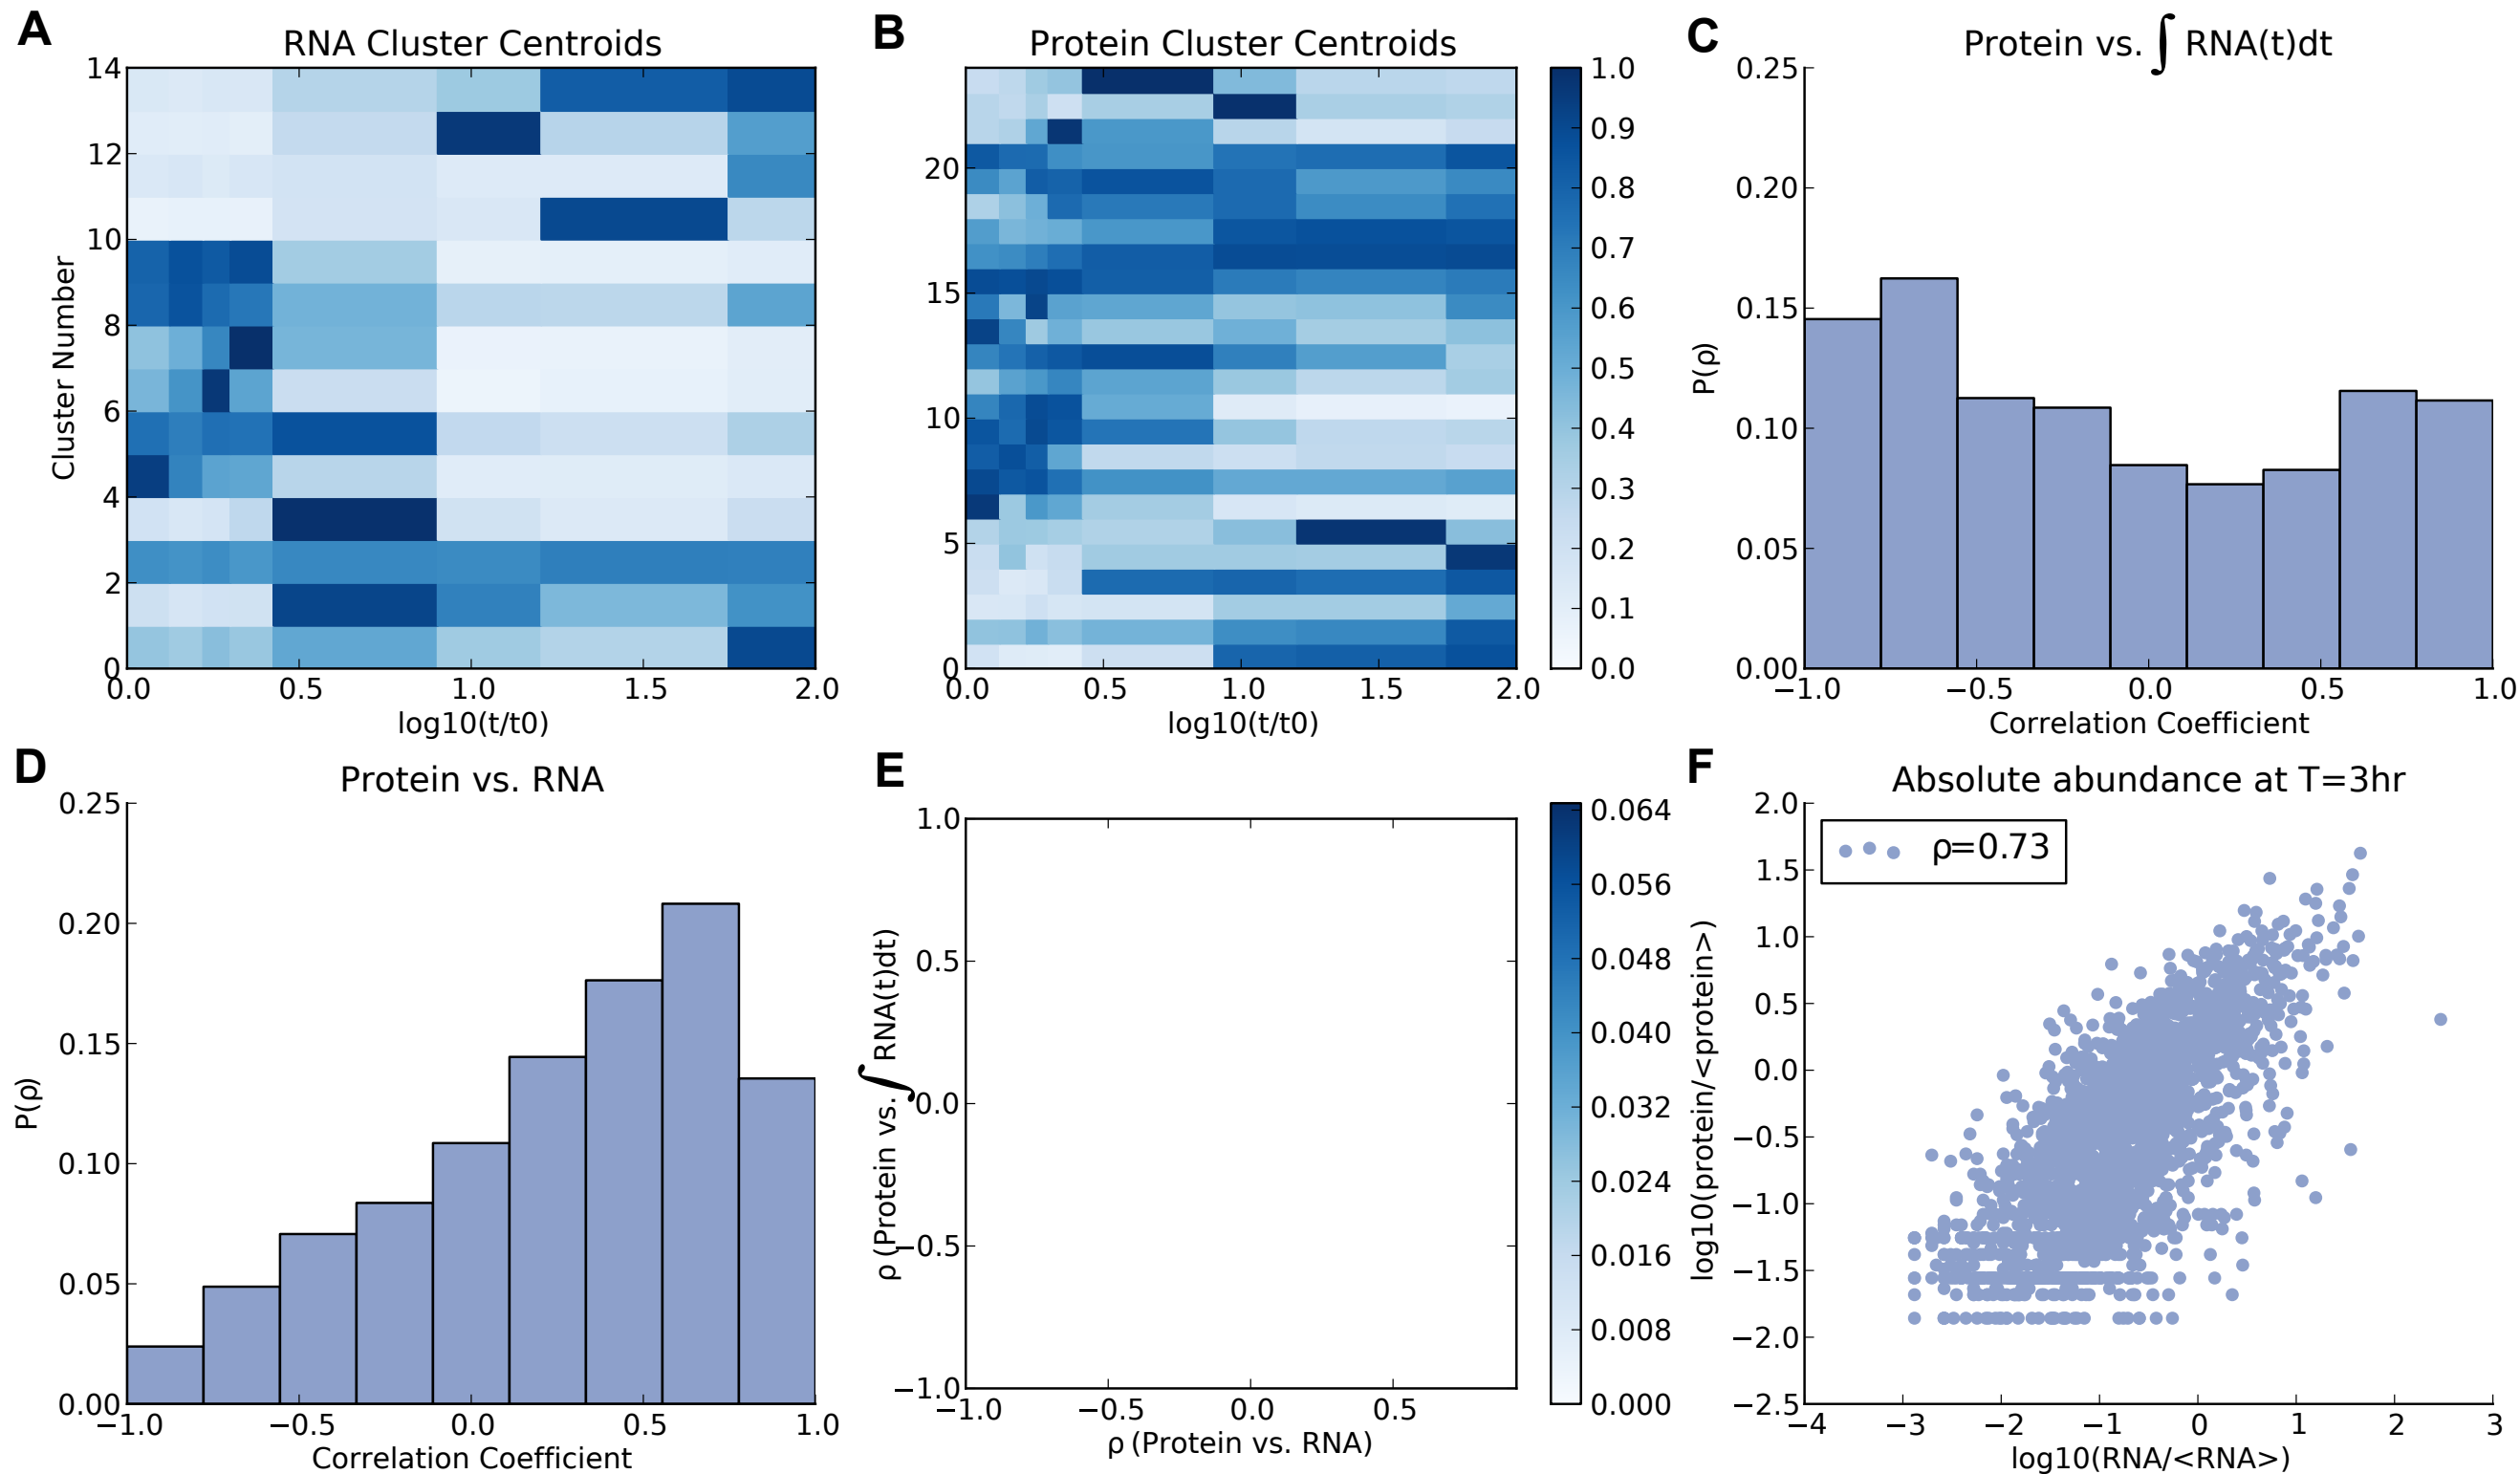 A
RNA Cluster Centroids
Cluster Number
14
12
10
8
6
4
2
0
0.0 0.5 1.0 1.5 2.0
log10(t/t0)
B
Protein Cluster Centroids
20
15
10
5
0
0.0 0.5 1.0 1.5 2.0
log10(t/t0)
1.0
0.9
0.8
0.7
0.6
0.5
0.4
0.3
0.2
0.1
0.0
C
Protein vs. ∫ RNA(t)dt
P(ρ)
0.25
0.20
0.15
0.10
0.05
0.00
−1.0 −0.5 0.0 0.5 1.0
Correlation Coefficient
D
Protein vs. RNA
P(ρ)
0.25
0.20
0.15
0.10
0.05
0.00
−1.0 −0.5 0.0 0.5 1.0
Correlation Coefficient
E
ρ (Protein vs. ∫ RNA(t)dt)
1.0
0.5
0.0
−0.5
−1.0
−1.0 −0.5 0.0 0.5
ρ (Protein vs. RNA)
0.064
0.056
0.048
0.040
0.032
0.024
0.016
0.008
0.000
F
Absolute abundance at T=3hr
ρ=0.73
log10(protein/<protein>)
2.0
1.5
1.0
0.5
0.0
−0.5
−1.0
−1.5
−2.0
−2.5
−4 −3 −2 −1 0 1 2 3
log10(RNA/<RNA>)